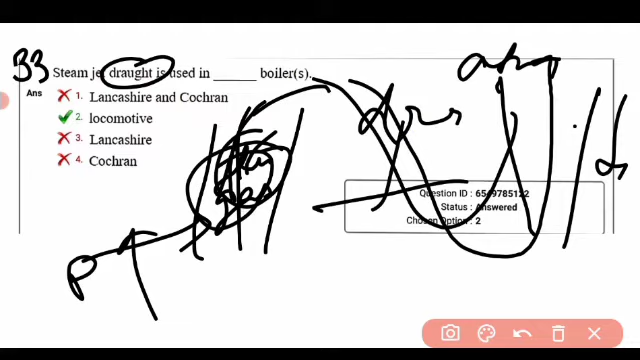 33
Steam jet draught is used in ______ boiler(s).
Ans
1. Lancashire and Cochran
2. locomotive
3. Lancashire
4. Cochran
Question ID : 6549785122
Status : Answered
Chosen Option : 2
P